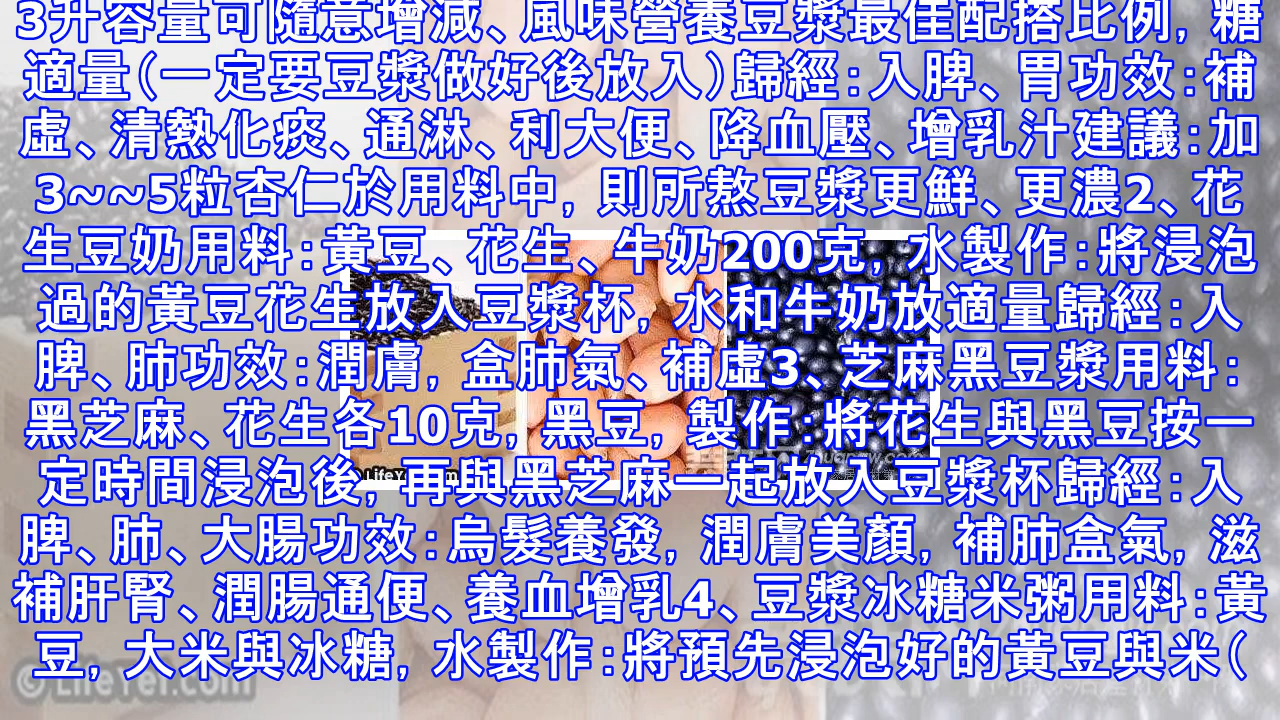 3升容量可隨意增減、風味營養豆漿最佳配搭比例, 糖
適量(一定要豆漿做好後放入)歸經:入脾、胃功效:補
虛、清熱化痰、通淋、利大便、降血壓、增乳汁建議:加
3~~5粒杏仁於用料中, 則所熬豆漿更鮮、更濃2、花
生豆奶用料:黃豆、花生、牛奶200克, 水製作:將浸泡
過的黃豆花生放入豆漿杯, 水和牛奶放適量歸經:入
脾、肺功效:潤膚, 盒肺氣、補虛3、芝麻黑豆漿用料:
黑芝麻、花生各10克, 黑豆, 製作:將花生與黑豆按一
定時間浸泡後, 再與黑芝麻一起放入豆漿杯歸經:入
脾、肺、大腸功效:烏髮養發, 潤膚美顏, 補肺盒氣, 滋
補肝腎、潤腸通便、養血增乳4、豆漿冰糖米粥用料:黃
豆, 大米與冰糖, 水製作:將預先浸泡好的黃豆與米(
© LifeYei.com